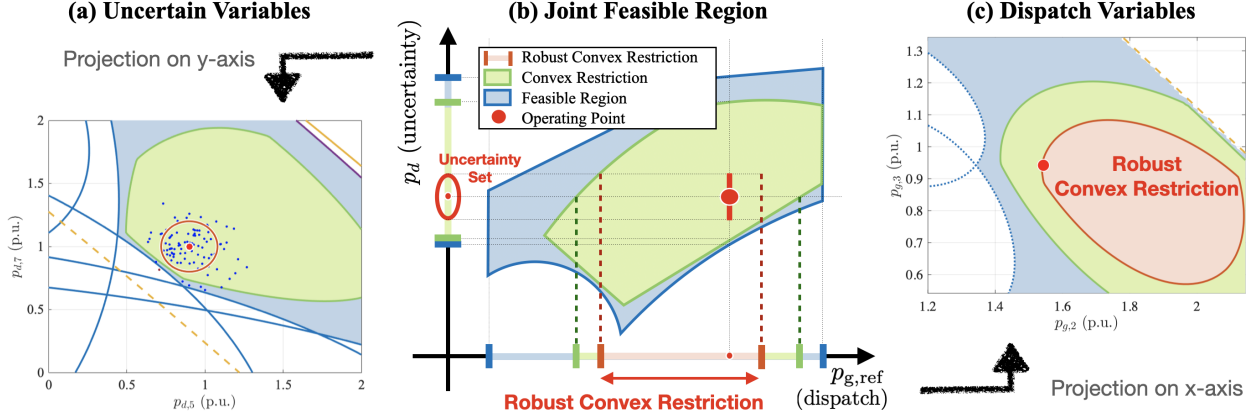 (a) Uncertain Variables
Projection on y-axis
2
1.5
1
0.5
0
0
0.5
1
1.5
2
p_{d,7} (p.u.)
p_{d,5} (p.u.)
(b) Joint Feasible Region
p_d (uncertainty)
Robust Convex Restriction
Convex Restriction
Feasible Region
Operating Point
Uncertainty
Set
p_{g,ref}
(dispatch)
Robust Convex Restriction
(c) Dispatch Variables
1.3
1.2
1.1
1
0.9
0.8
0.7
0.6
1.2
1.4
1.6
1.8
2
p_{g,3} (p.u.)
p_{g,2} (p.u.)
Robust
Convex Restriction
Projection on x-axis